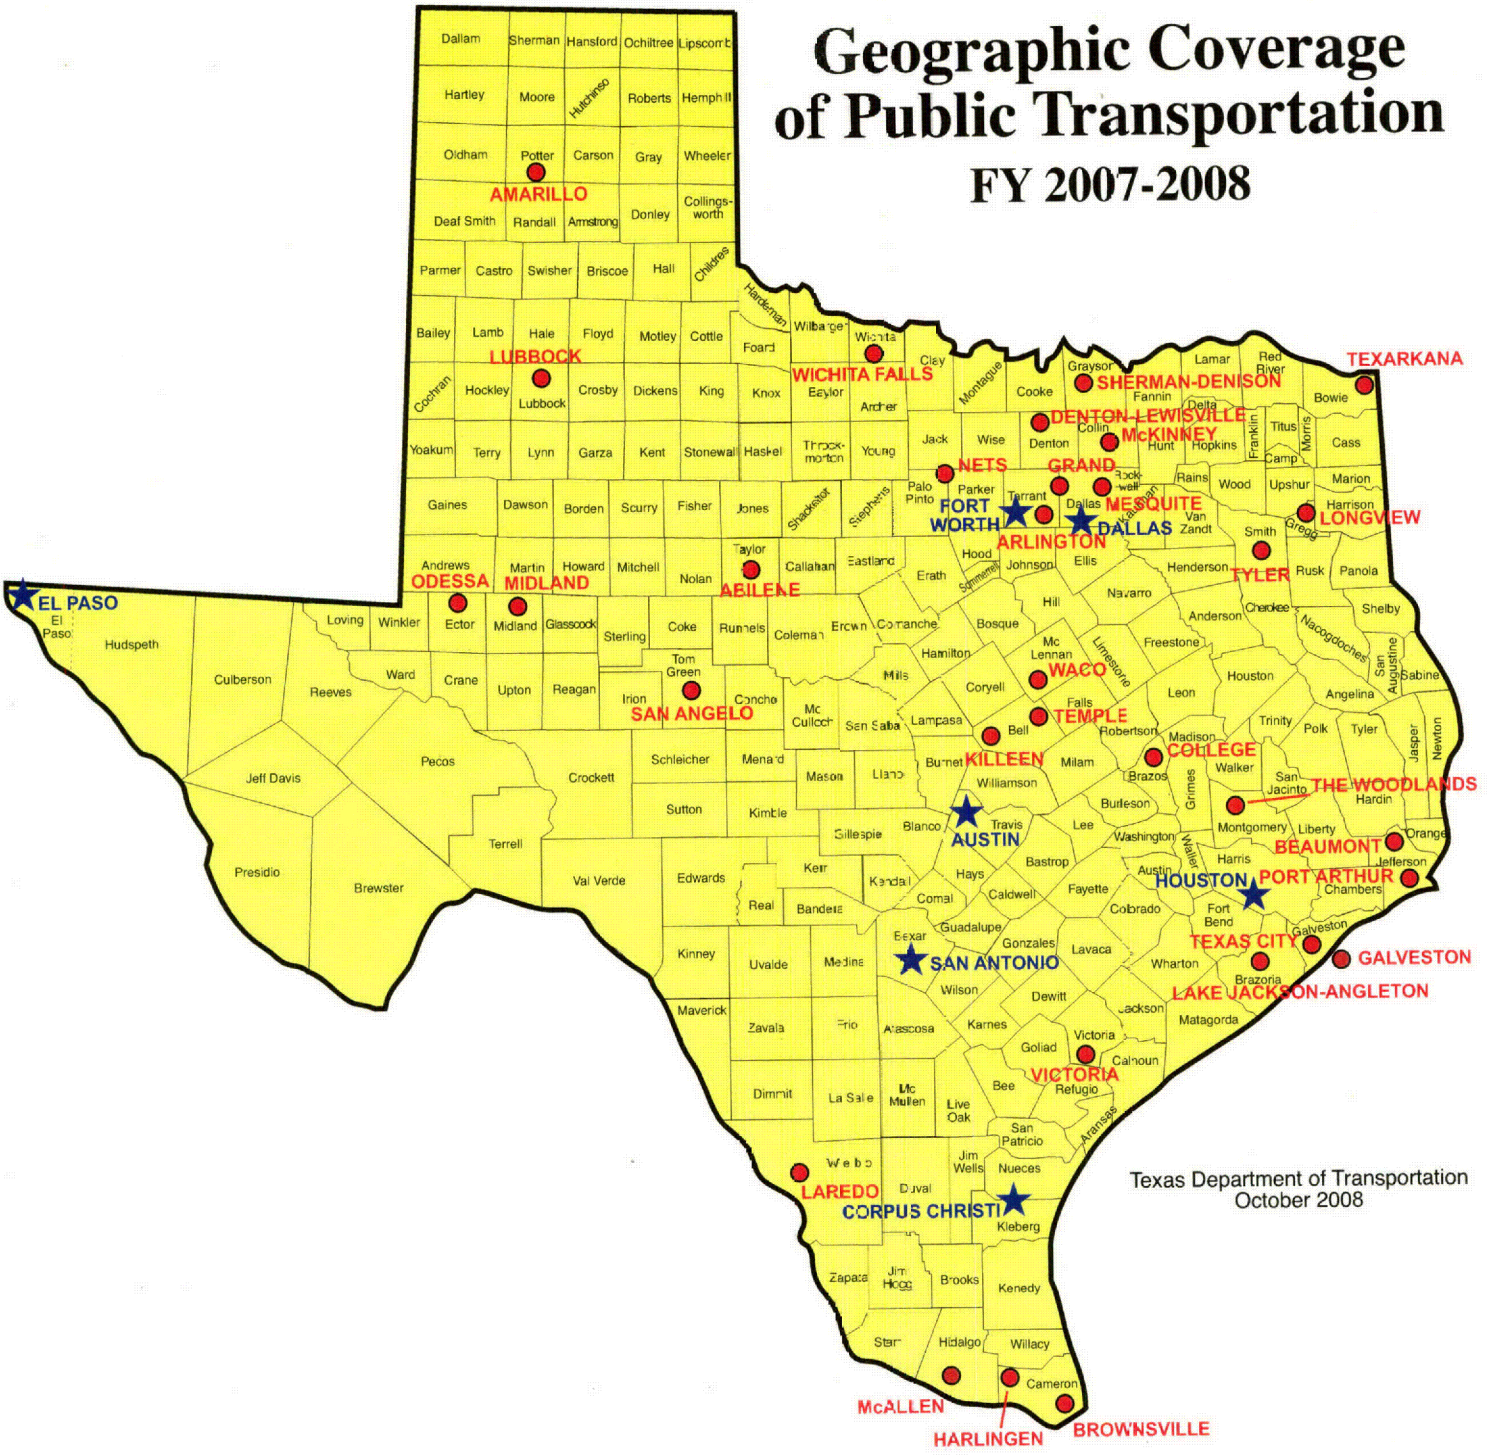 Geographic Coverage
of Public Transportation
FY 2007-2008
Dallam Sherman Hansford Ochiltree Lipscomb
Hartley Moore Hutchinso Roberts Hemphill
Oldham Potter Carson Gray Wheeler
AMARILLO
Deaf Smith Randall Armstrong Donley Collings-
worth
Parmer Castro Swisher Briscoe Hall Childres
Hardeman
Bailey Lamb Hale Floyd Motley Cottle Foard Wilbarger Wichita
LUBBOCK
WICHITA FALLS
Clay Montague Cooke Grayson Lamar Red
River
TEXARKANA
SHERMAN-DENISON
Fannin Delta Bowie
Cochran Hockley Lubbock Crosby Dickens King Knox Baylor Archer
DENTON-LEWISVILLE
Collin
McKINNEY
Jack Wise Denton Hunt Hopkins Franklin Titus Morris Cass
Camp
Yoakum Terry Lynn Garza Kent Stonewall Haskel Throck-
morton Young
NETS
GRAND
Palo
Pinto Parker Tarrant Dallas Rock-
wall Rains Wood Upshur Marion
MESQUITE
Kaufman Van
Zandt Harrison
LONGVIEW
Gregg
Gaines Dawson Borden Scurry Fisher Jones Shackelfor Stephens
FORT
WORTH
DALLAS
ARLINGTON
Smith
TYLER
Andrews Martin Howard Mitchell Nolan Taylor Callahan Eastland Erath Hood Sommerrell Johnson Ellis Henderson Rusk Panola
ODESSA MIDLAND
ABILENE
EL PASO
El
Paso
Hudspeth Culberson Reeves Loving Winkler Ector Midland Glasscock Sterling Coke Runnels Coleman Brown Comanche Bosque Hill Navarro Anderson Cherokee Nacogdoches Shelby
Ward Crane Upton Reagan Irion Tom
Green Concho Mc
Culloch Mills Hamilton Mc
Lennan Limestone Freestone Houston San
Augustine Sabine
SAN ANGELO
WACO
San Saba Lampasa Coryell Falls Leon Angelina
TEMPLE
Bell
KILLEEN
Robertson Madison Trinity Polk Tyler Jasper Newton
COLLEGE
Jeff Davis Pecos Crockett Schleicher Menard Mason Llano Burnet Williamson Milam Brazos Grimes Walker San
Jacinto Hardin
THE WOODLANDS
Sutton Kimble Gillespie Blanco Travis Lee Burleson Washington Montgomery Liberty Orange
AUSTIN
BEAUMONT
Jefferson
Presidio Brewster Terrell Val Verde Edwards Kerr Kendall Hays Bastrop Fayette Austin Waller Harris Chambers
HOUSTON PORT ARTHUR
Real Bandera Comal Caldwell Colorado Fort
Bend Galveston
Kinney Uvalde Medina Bexar Guadalupe Gonzales Lavaca Wharton Brazoria
TEXAS CITY
GALVESTON
SAN ANTONIO
LAKE JACKSON-ANGLETON
Maverick Zavala Frio Atascosa Wilson Karnes Dewitt Jackson Matagorda
Goliad Victoria Calhoun
VICTORIA
Dimmit La Salle Mc
Mullen Live
Oak Bee Refugio Aransas
San
Patricio
Webb Duval Jim
Wells Nueces
LAREDO
CORPUS CHRISTI
Kleberg
Texas Department of Transportation
October 2008
Zapata Jim
Hogg Brooks Kenedy
Starr Hidalgo Willacy
Cameron
McALLEN
HARLINGEN
BROWNSVILLE